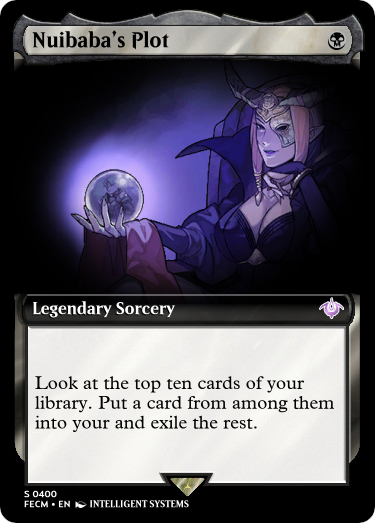 Nuibaba's Plot
Legendary Sorcery
Look at the top ten cards of your
library. Put a card from among them
into your and exile the rest.
S 0400
FECM • EN INTELLIGENT SYSTEMS